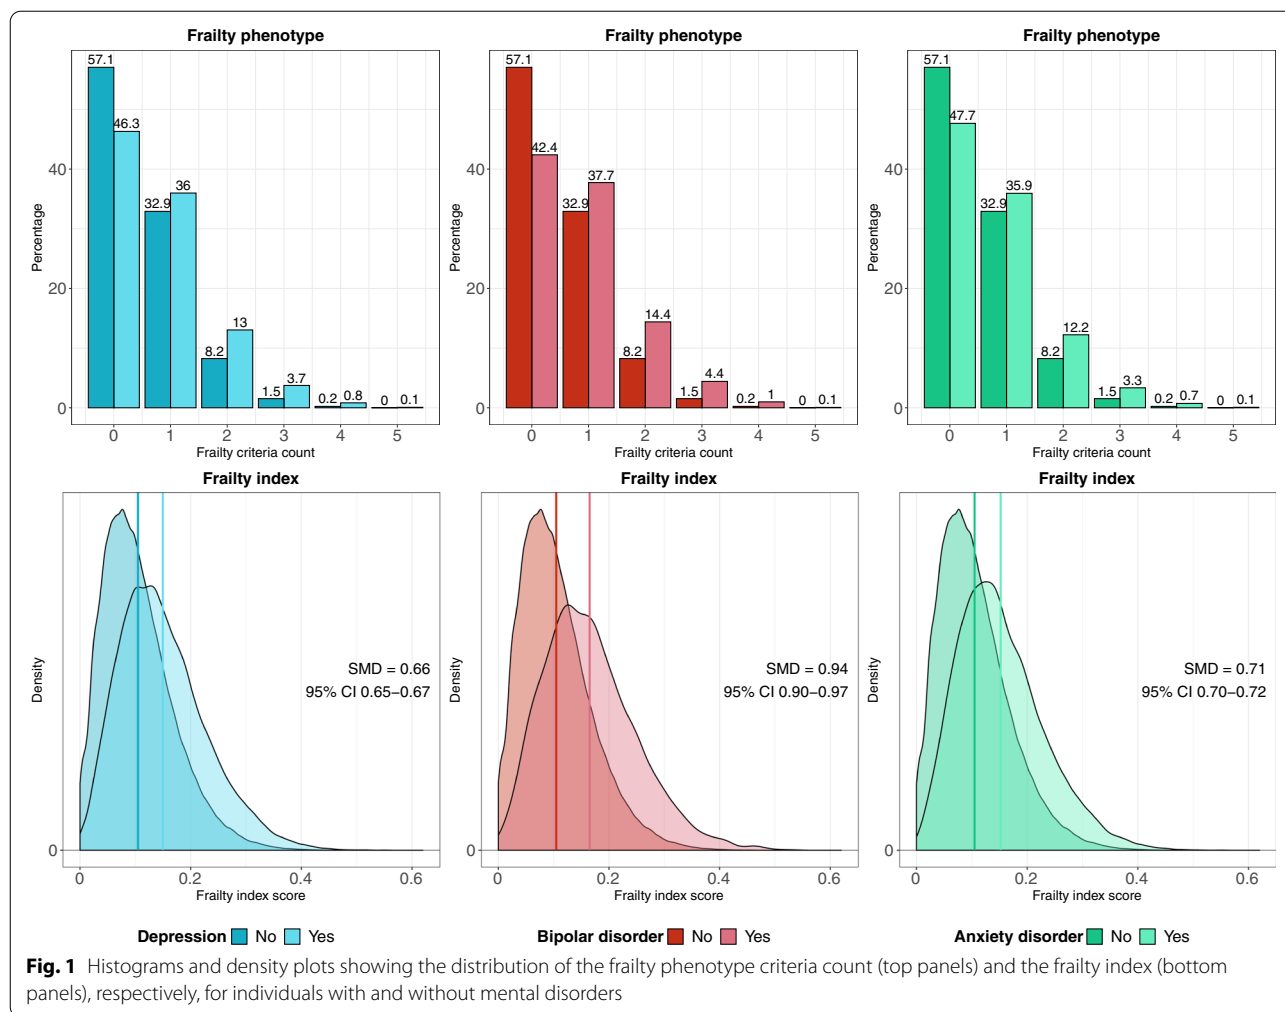 Frailty phenotype
57.1
46.3
32.9
36
8.2
13
1.5
3.7
0.2
0.8
0
0.1
40
20
0
Percentage
0 1 2 3 4 5
Frailty criteria count
Frailty phenotype
57.1
42.4
32.9
37.7
8.2
14.4
1.5
4.4
0.2
1
0
0.1
40
20
0
Percentage
0 1 2 3 4 5
Frailty criteria count
Frailty phenotype
57.1
47.7
32.9
35.9
8.2
12.2
1.5
3.3
0.2
0.7
0
0.1
40
20
0
Percentage
0 1 2 3 4 5
Frailty criteria count
Frailty index
SMD = 0.66
95% CI 0.65–0.67
Density
0
0 0.2 0.4 0.6
Frailty index score
Frailty index
SMD = 0.94
95% CI 0.90–0.97
Density
0
0 0.2 0.4 0.6
Frailty index score
Frailty index
SMD = 0.71
95% CI 0.70–0.72
Density
0
0 0.2 0.4 0.6
Frailty index score
Depression No Yes
Bipolar disorder No Yes
Anxiety disorder No Yes
Fig. 1 Histograms and density plots showing the distribution of the frailty phenotype criteria count (top panels) and the frailty index (bottom
panels), respectively, for individuals with and without mental disorders